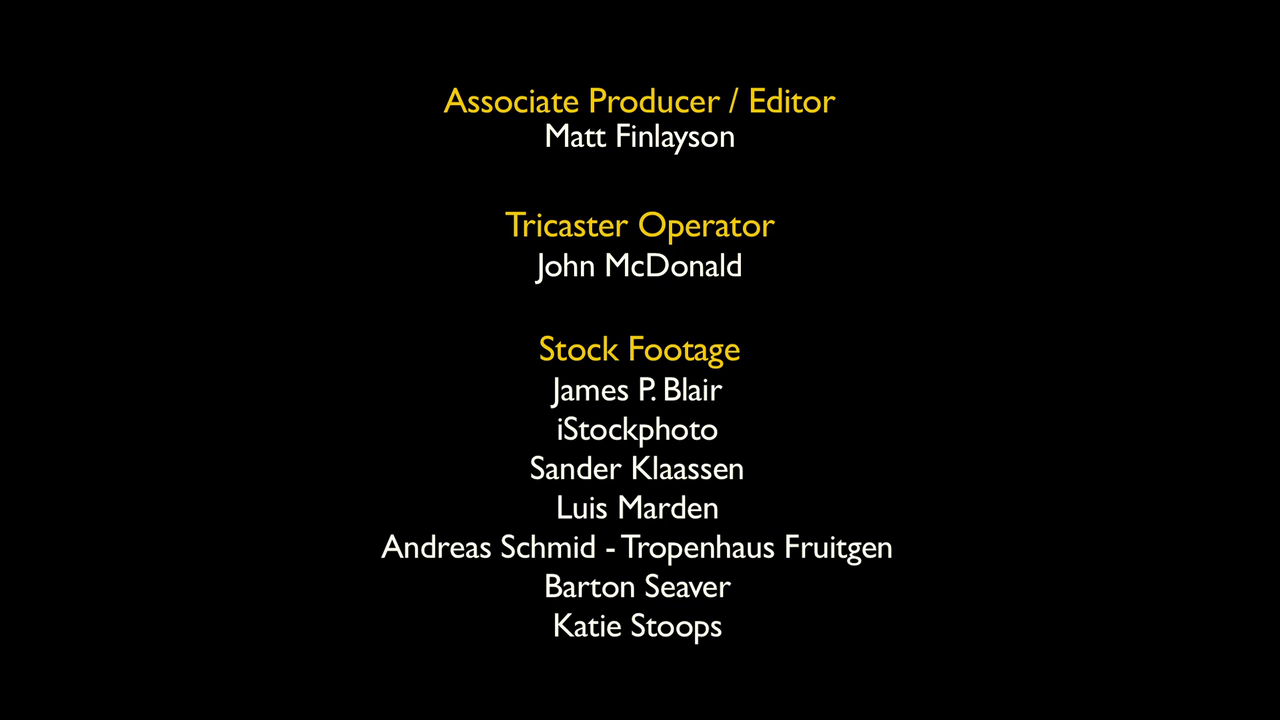 Associate Producer / Editor
Matt Finlayson
Tricaster Operator
John McDonald
Stock Footage
James P. Blair
iStockphoto
Sander Klaassen
Luis Marden
Andreas Schmid - Tropenhaus Fruitgen
Barton Seaver
Katie Stoops